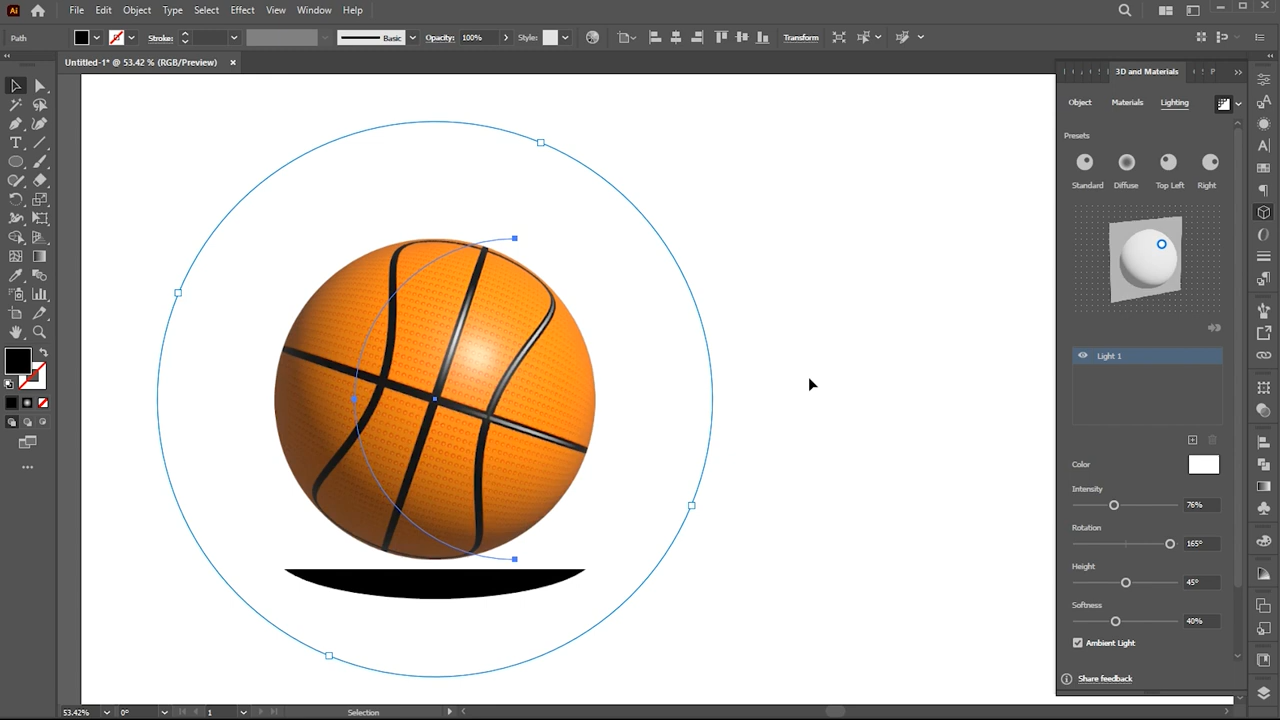 Ai File Edit Object Type Select Effect View Window Help
Path Stroke: Basic Opacity: 100% Style: Transform
Untitled-1* @ 53.42 % (RGB/Preview)
3D and Materials
Object Materials Lighting
Presets
Standard Diffuse Top Left Right
Light 1
Color
Intensity
76%
Rotation
165°
Height
45°
Softness
40%
Ambient Light
Share feedback
53.42% 0° 1 Selection